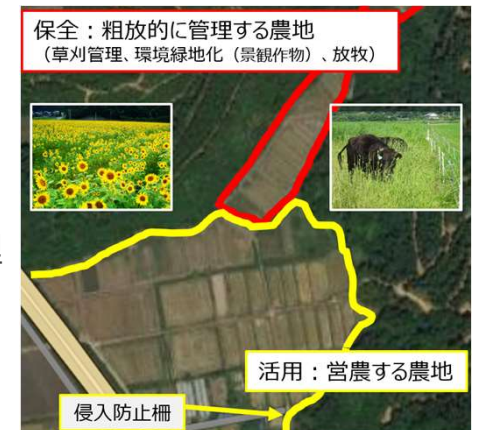 保全：粗放的に管理する農地
（草刈管理、環境緑地化（景観作物）、放牧）
活用：営農する農地
侵入防止柵